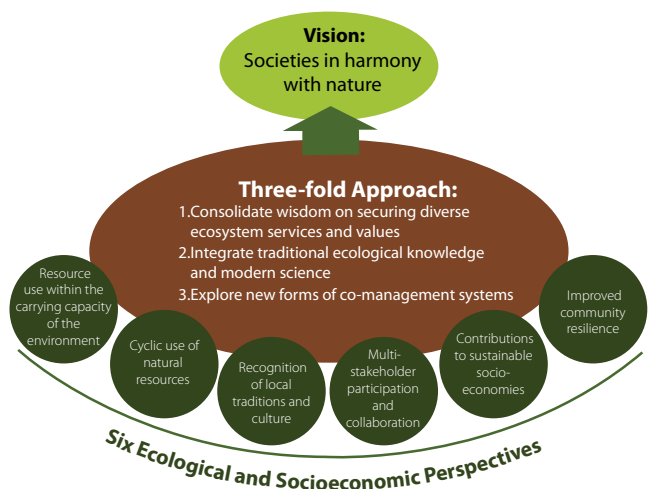 Vision:
Societies in harmony
with nature
Three-fold Approach:
1.Consolidate wisdom on securing diverse
ecosystem services and values
2.Integrate traditional ecological knowledge
and modern science
3.Explore new forms of co-management systems
Resource
use within the
carrying capacity
of the
environment
Cyclic use of
natural
resources
Recognition
of local
traditions and
culture
Multi-
stakeholder
participation
and
collaboration
Contributions
to sustainable
socio-
economies
Improved
community
resilience
Six Ecological and Socioeconomic Perspectives